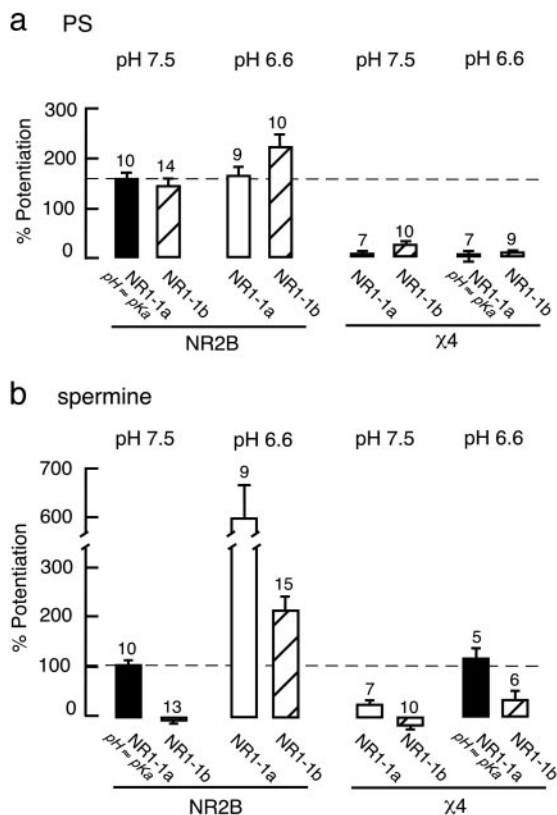 a PS
pH 7.5 pH 6.6 pH 7.5 pH 6.6
% Potentiation
300
200
100
0
10 14 9 10 7 10 7 9
NR1-1a NR1-1b NR1-1a NR1-1b NR1-1a NR1-1b NR1-1a NR1-1b
pH ≈ pKa pH ≈ pKa
NR2B χ4
b spermine
pH 7.5 pH 6.6 pH 7.5 pH 6.6
% Potentiation
700
600
300
200
100
0
10 13 9 15 7 10 5 6
NR1-1a NR1-1b NR1-1a NR1-1b NR1-1a NR1-1b NR1-1a NR1-1b
pH ≈ pKa pH ≈ pKa
NR2B χ4